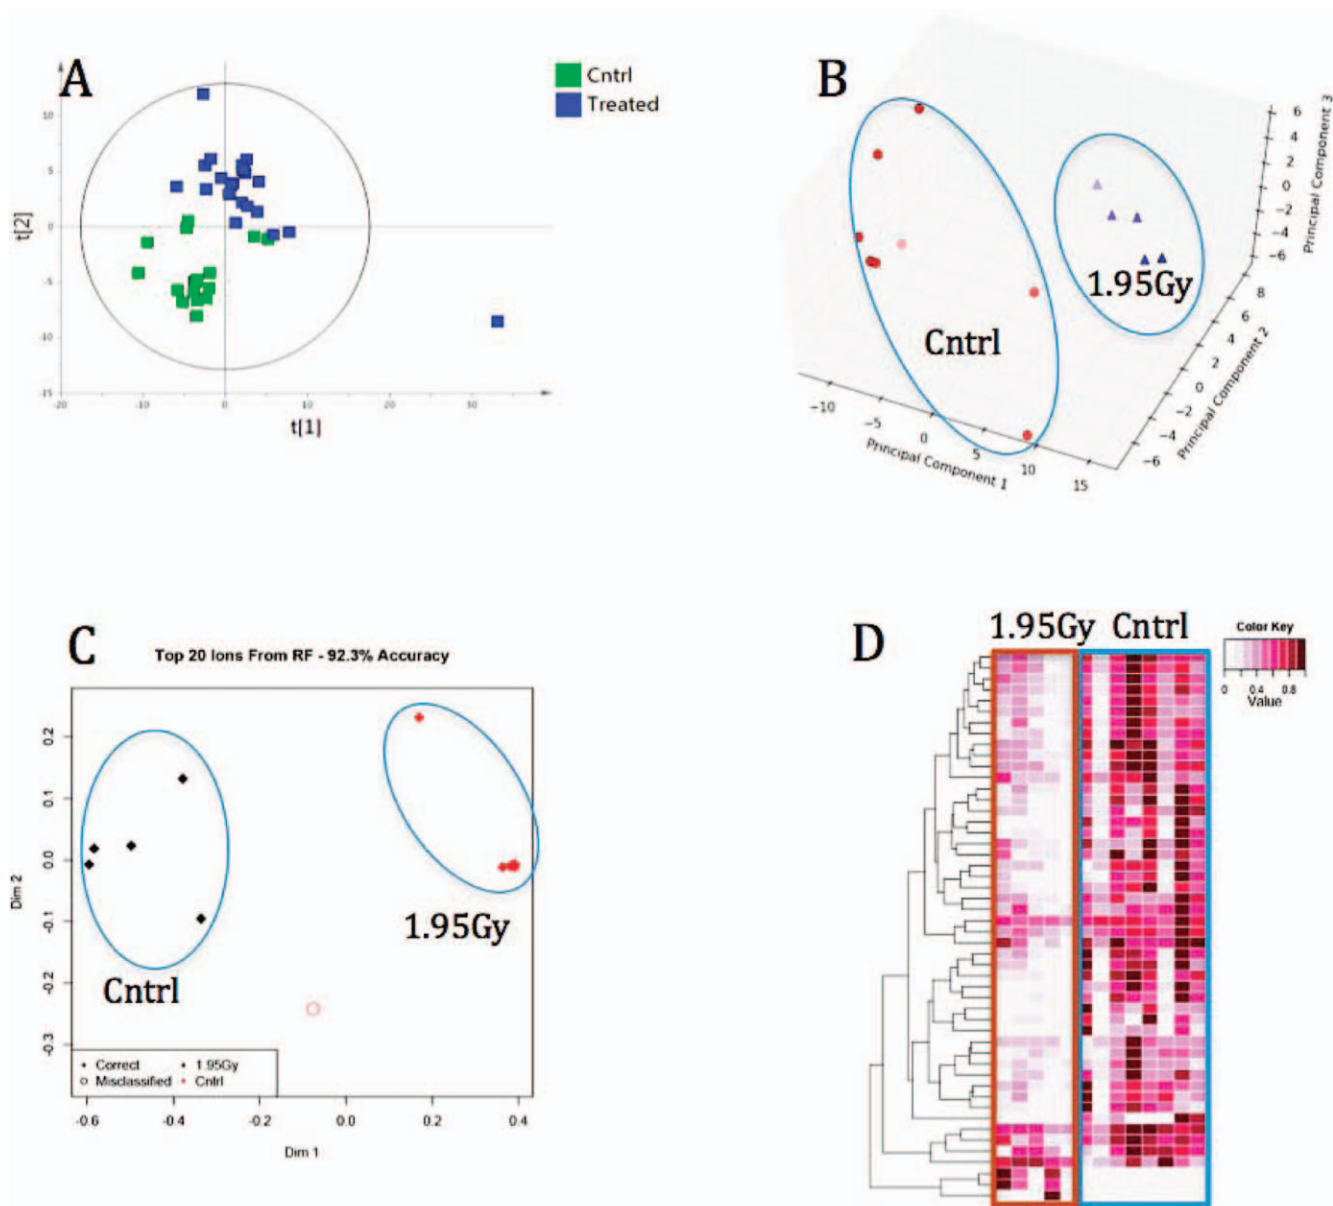 A
Cntrl
Treated
10
5
0
-5
-10
-15
-20
-10
0
10
20
30
t[2]
t[1]
B
Cntrl
1.95Gy
6
4
2
0
−2
−4
−6
Principal Component 3
8
6
4
2
0
−2
−4
−6
Principal Component 2
−10
−5
0
5
10
15
Principal Component 1
C
Top 20 Ions From RF - 92.3% Accuracy
0.2
0.1
0.0
-0.1
-0.2
-0.3
Dim 2
Cntrl
1.95Gy
Correct
1.95Gy
Misclassified
Cntrl
-0.6
-0.4
-0.2
0.0
0.2
0.4
Dim 1
D
1.95Gy Cntrl
Color Key
0 0.4 0.8
Value